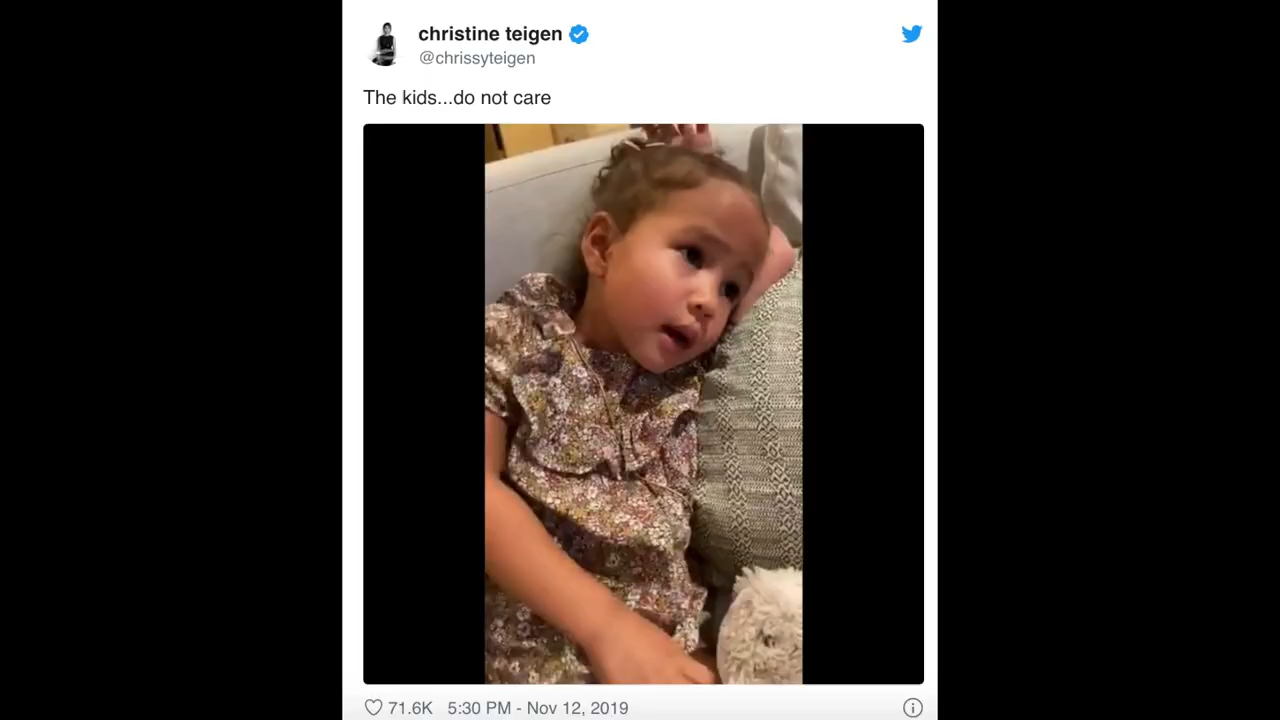 christine teigen
@chrissyteigen
The kids...do not care
71.6K 5:30 PM - Nov 12, 2019